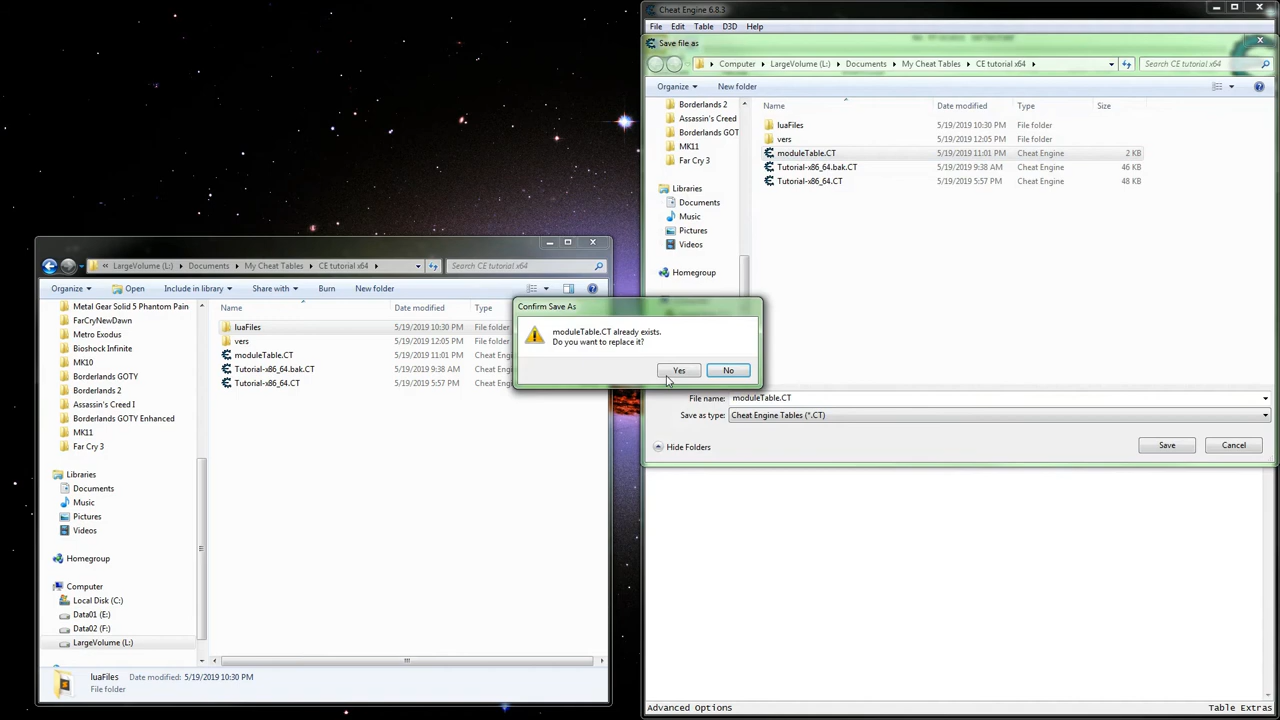 Cheat Engine 6.8.3
File Edit Table D3D Help
Save file as
Computer LargeVolume (L:) Documents My Cheat Tables CE tutorial x64 Search CE tutorial x64
Organize New folder
Name Date modified Type Size
Borderlands 2
Assassin's Creed
Borderlands GOT
MK11
Far Cry 3
Libraries
Documents
Music
Pictures
Videos
Homegroup
luaFiles 5/19/2019 10:30 PM File folder
vers 5/19/2019 12:05 PM File folder
moduleTable.CT 5/19/2019 11:01 PM Cheat Engine 2 KB
Tutorial-x86_64.bak.CT 5/19/2019 9:38 AM Cheat Engine 46 KB
Tutorial-x86_64.CT 5/19/2019 5:57 PM Cheat Engine 48 KB
File name: moduleTable.CT
Save as type: Cheat Engine Tables (*.CT)
Hide Folders Save Cancel
Confirm Save As
moduleTable.CT already exists.
Do you want to replace it?
Yes No
« LargeVolume (L:) Documents My Cheat Tables CE tutorial x64 Search CE tutorial x64
Organize Open Include in library Share with Burn New folder
Name Date modified Type
Metal Gear Solid 5 Phantom Pain
FarCryNewDawn
Metro Exodus
Bioshock Infinite
MK10
Borderlands GOTY
Borderlands 2
Assassin's Creed I
Borderlands GOTY Enhanced
MK11
Far Cry 3
Libraries
Documents
Music
Pictures
Videos
Homegroup
Computer
Local Disk (C:)
Data01 (E:)
Data02 (F:)
LargeVolume (L:)
luaFiles 5/19/2019 10:30 PM File folder
vers 5/19/2019 12:05 PM File folder
moduleTable.CT 5/19/2019 11:01 PM Cheat Eng
Tutorial-x86_64.bak.CT 5/19/2019 9:38 AM Cheat Eng
Tutorial-x86_64.CT 5/19/2019 5:57 PM Cheat Eng
luaFiles Date modified: 5/19/2019 10:30 PM
File folder
Advanced Options Table Extras